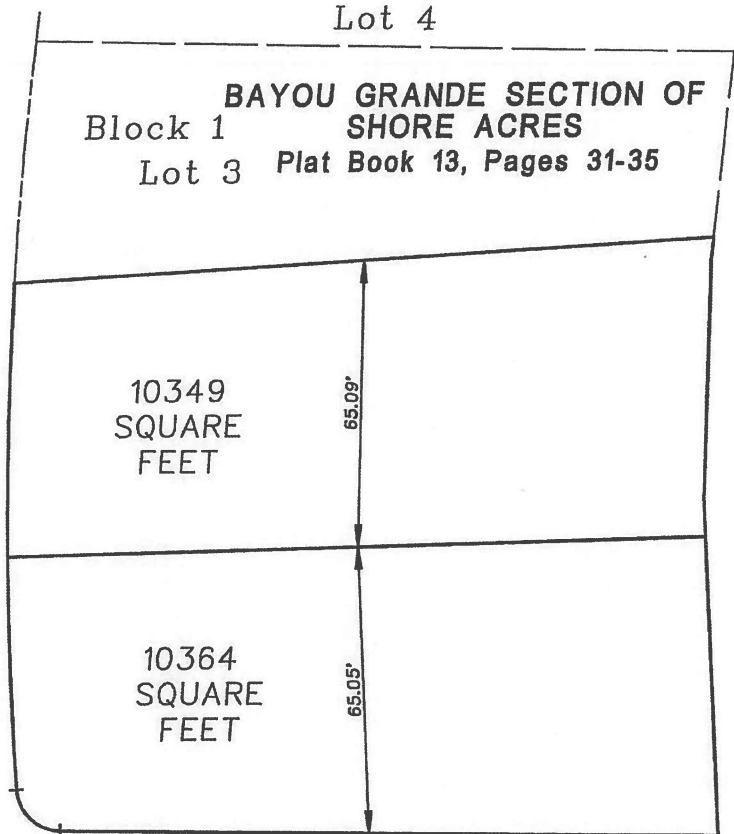 Lot 4
BAYOU GRANDE SECTION OF
Block 1 SHORE ACRES
Lot 3 Plat Book 13, Pages 31-35
10349
SQUARE
FEET
65.09'
10364
SQUARE
FEET
65.05'